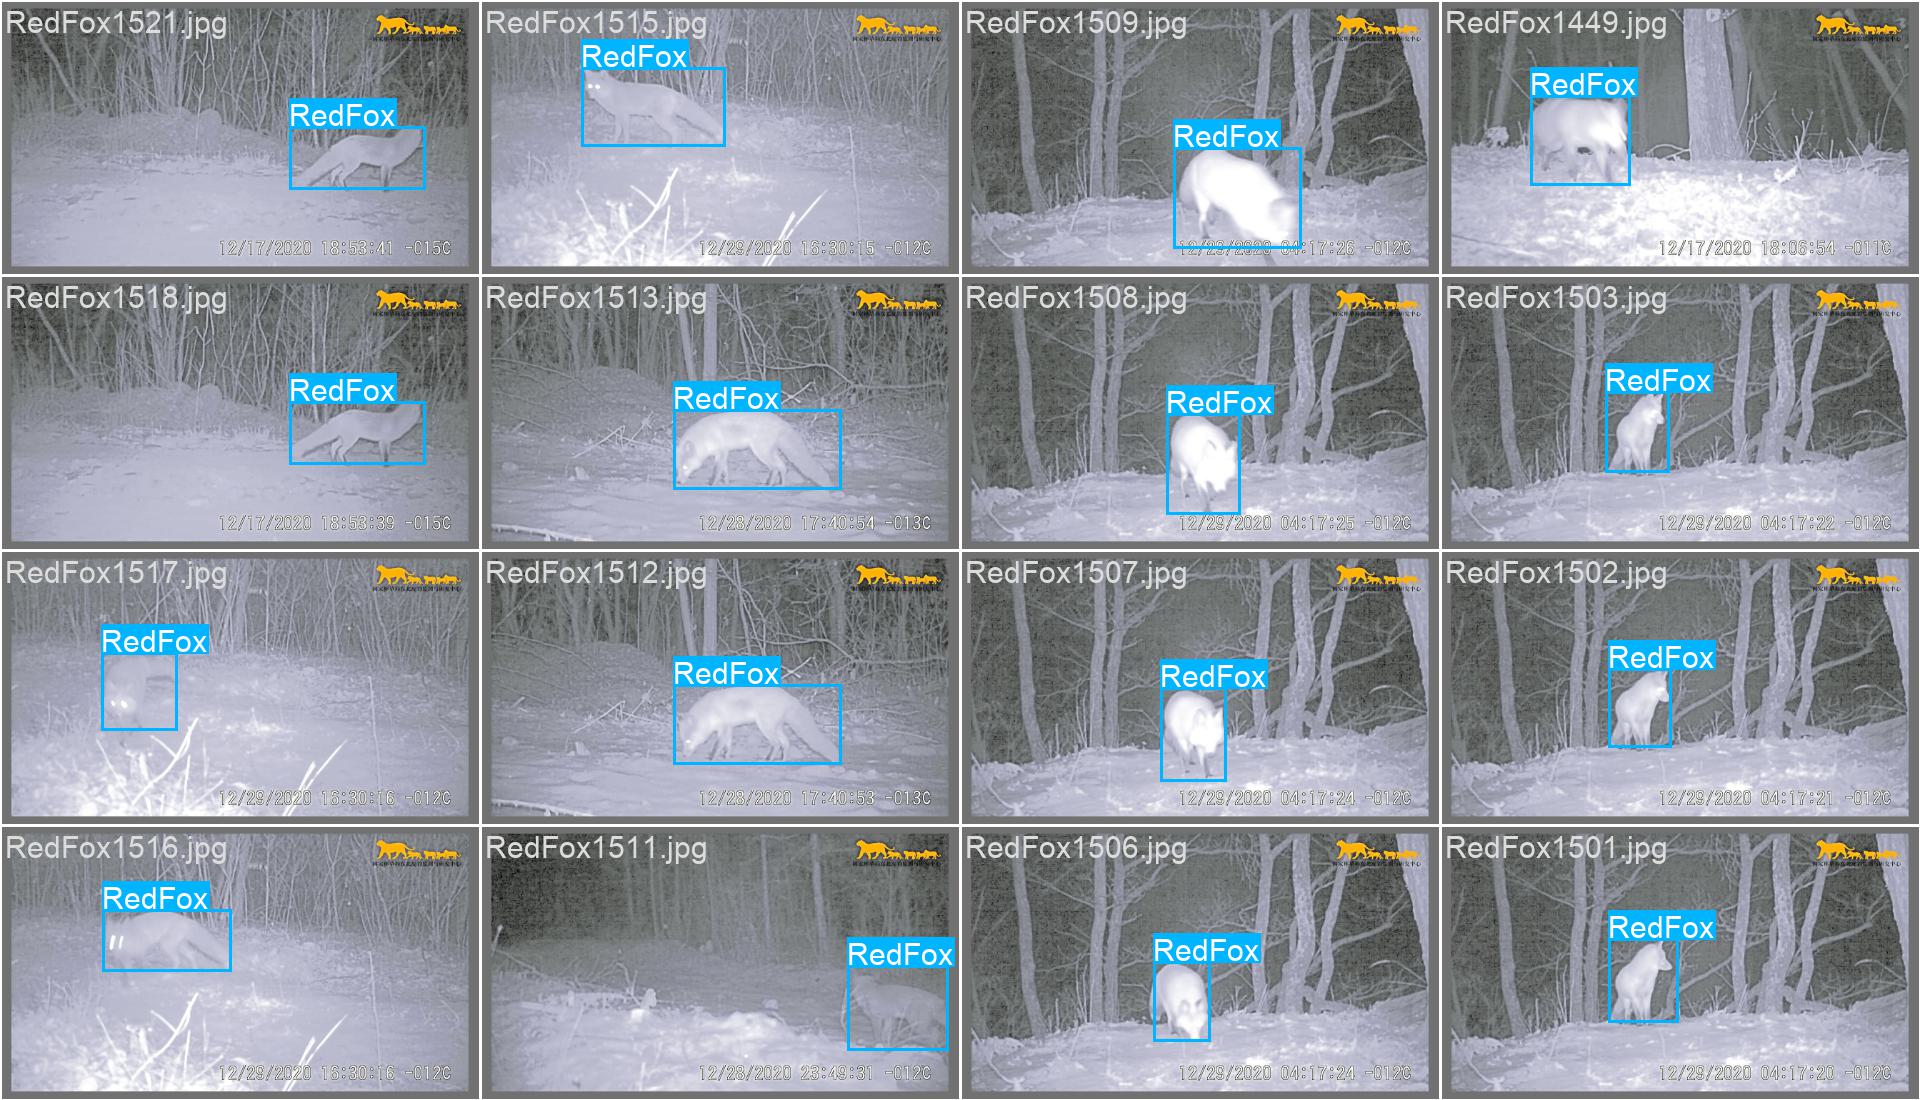 RedFox1521.jpg
RedFox
12/17/2020 18:53:41 -015C
RedFox1515.jpg
RedFox
12/29/2020 16:30:15 -012C
RedFox1509.jpg
RedFox
12/29/2020 04:17:26 -012C
RedFox1449.jpg
RedFox
12/17/2020 18:06:54 -011C
RedFox1518.jpg
RedFox
12/17/2020 18:53:39 -015C
RedFox1513.jpg
RedFox
12/28/2020 17:40:54 -013C
RedFox1508.jpg
RedFox
12/29/2020 04:17:25 -012C
RedFox1503.jpg
RedFox
12/29/2020 04:17:22 -012C
RedFox1517.jpg
RedFox
12/29/2020 16:30:16 -012C
RedFox1512.jpg
RedFox
12/28/2020 17:40:53 -013C
RedFox1507.jpg
RedFox
12/29/2020 04:17:24 -012C
RedFox1502.jpg
RedFox
12/29/2020 04:17:21 -012C
RedFox1516.jpg
RedFox
12/29/2020 16:30:16 -012C
RedFox1511.jpg
RedFox
12/28/2020 23:49:31 -012C
RedFox1506.jpg
RedFox
12/29/2020 04:17:24 -012C
RedFox1501.jpg
RedFox
12/29/2020 04:17:20 -012C